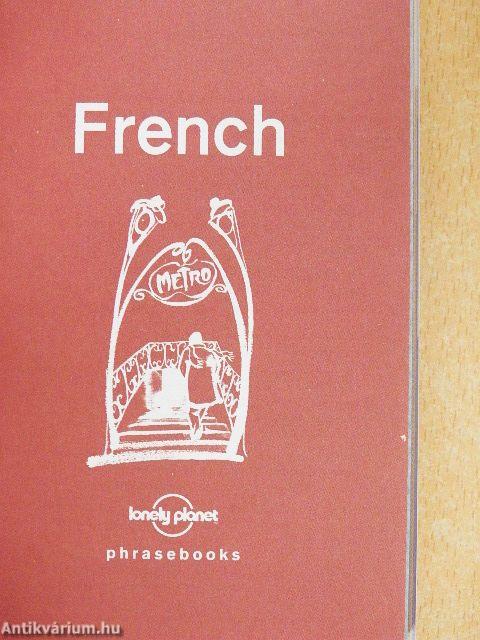 French
METRO
lonely planet
phrasebooks
Antikvárium.hu